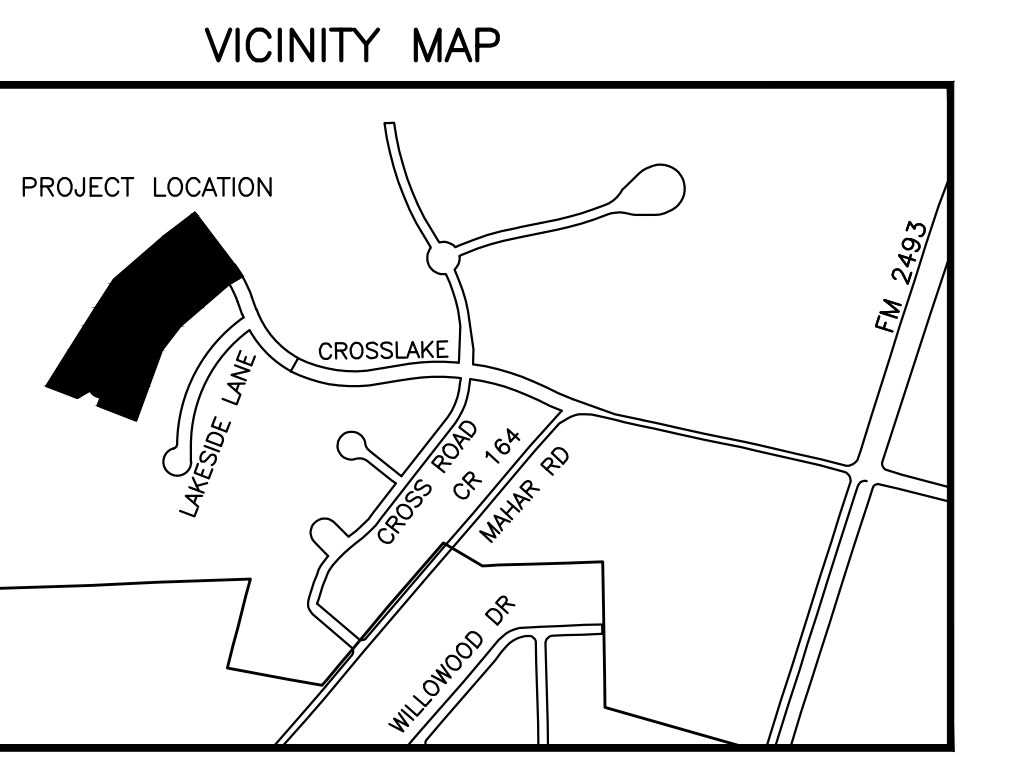 VICINITY MAP
PROJECT LOCATION
FM 2493
CROSSLAKE
LAKESIDE LANE
CROSS ROAD
CR 164
MAHAR RD
WILLOWOOD DR